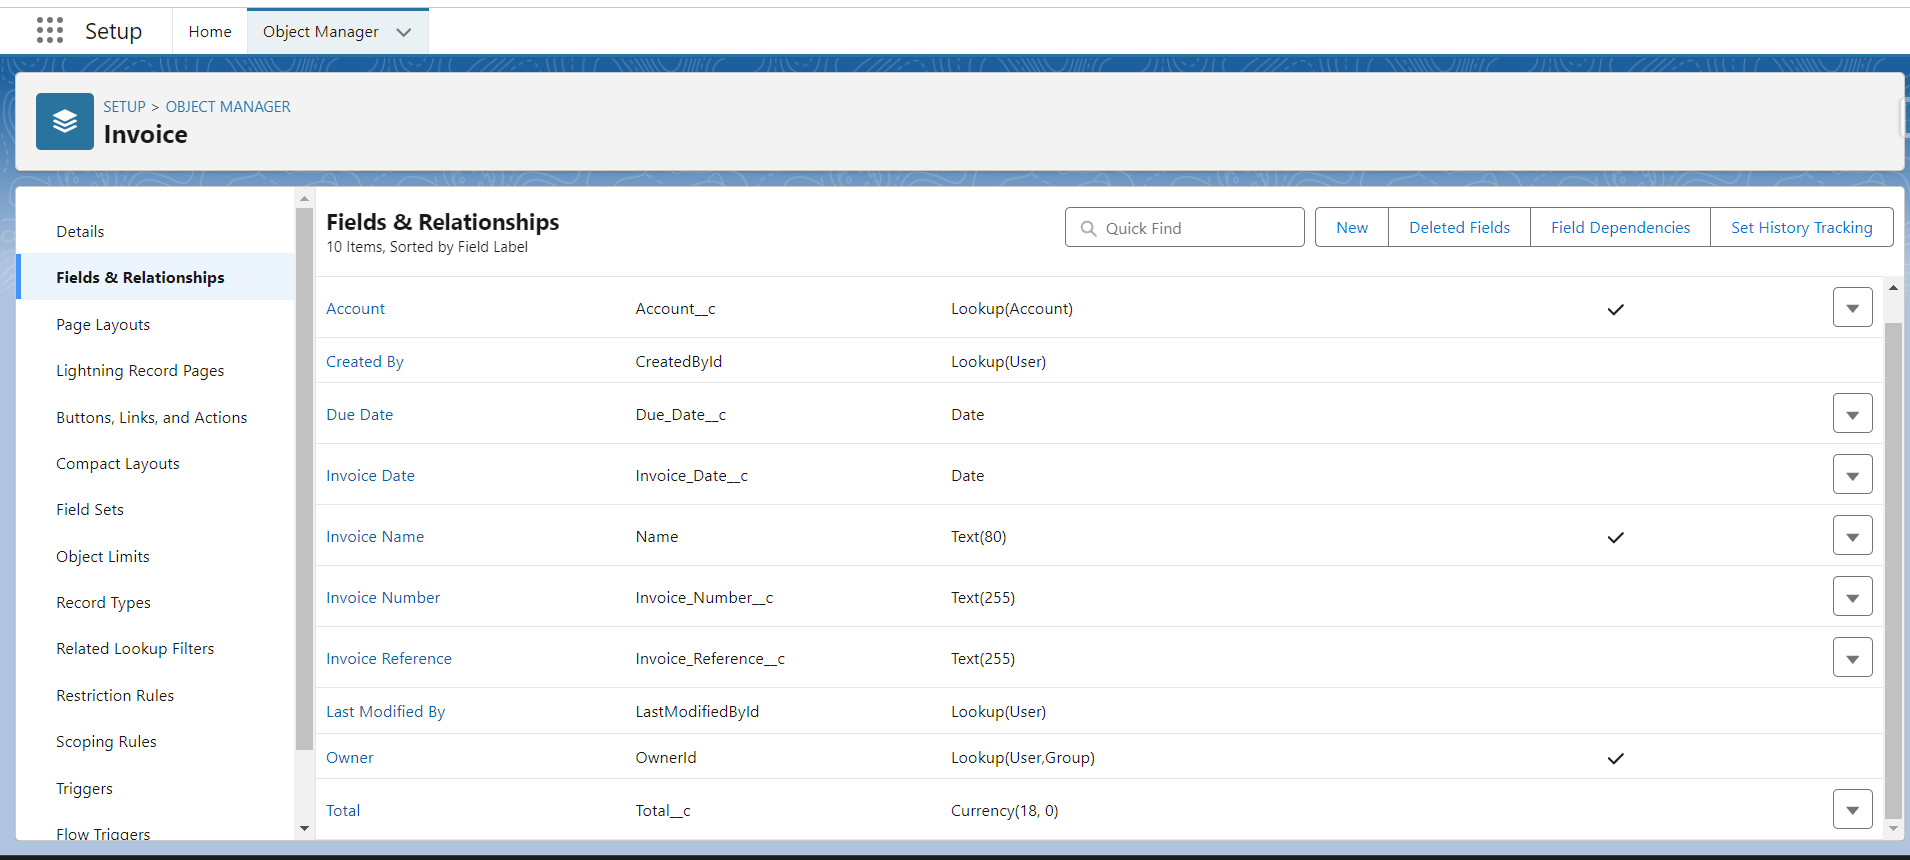 Setup
Home
Object Manager
SETUP > OBJECT MANAGER
Invoice
Details
Fields & Relationships
Page Layouts
Lightning Record Pages
Buttons, Links, and Actions
Compact Layouts
Field Sets
Object Limits
Record Types
Related Lookup Filters
Restriction Rules
Scoping Rules
Triggers
Flow Triggers
Fields & Relationships
10 Items, Sorted by Field Label
Quick Find
New
Deleted Fields
Field Dependencies
Set History Tracking
Account Account__c Lookup(Account)
Created By CreatedById Lookup(User)
Due Date Due_Date__c Date
Invoice Date Invoice_Date__c Date
Invoice Name Name Text(80)
Invoice Number Invoice_Number__c Text(255)
Invoice Reference Invoice_Reference__c Text(255)
Last Modified By LastModifiedById Lookup(User)
Owner OwnerId Lookup(User,Group)
Total Total__c Currency(18, 0)